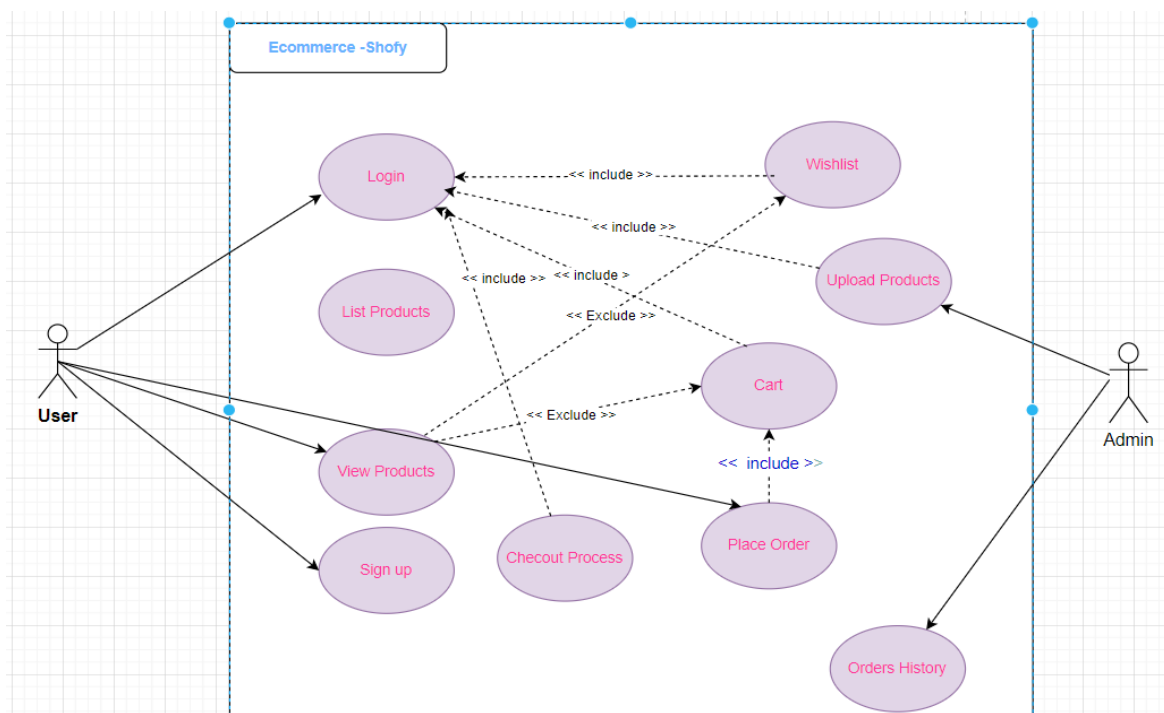 Ecommerce -Shofy
Login
<< include >>
Wishlist
<< include >>
<< include >>
<< include >
Upload Products
List Products
<< Exclude >>
User
Cart
Admin
<< Exclude >>
View Products
<< include >>
Place Order
Checout Process
Sign up
Orders History